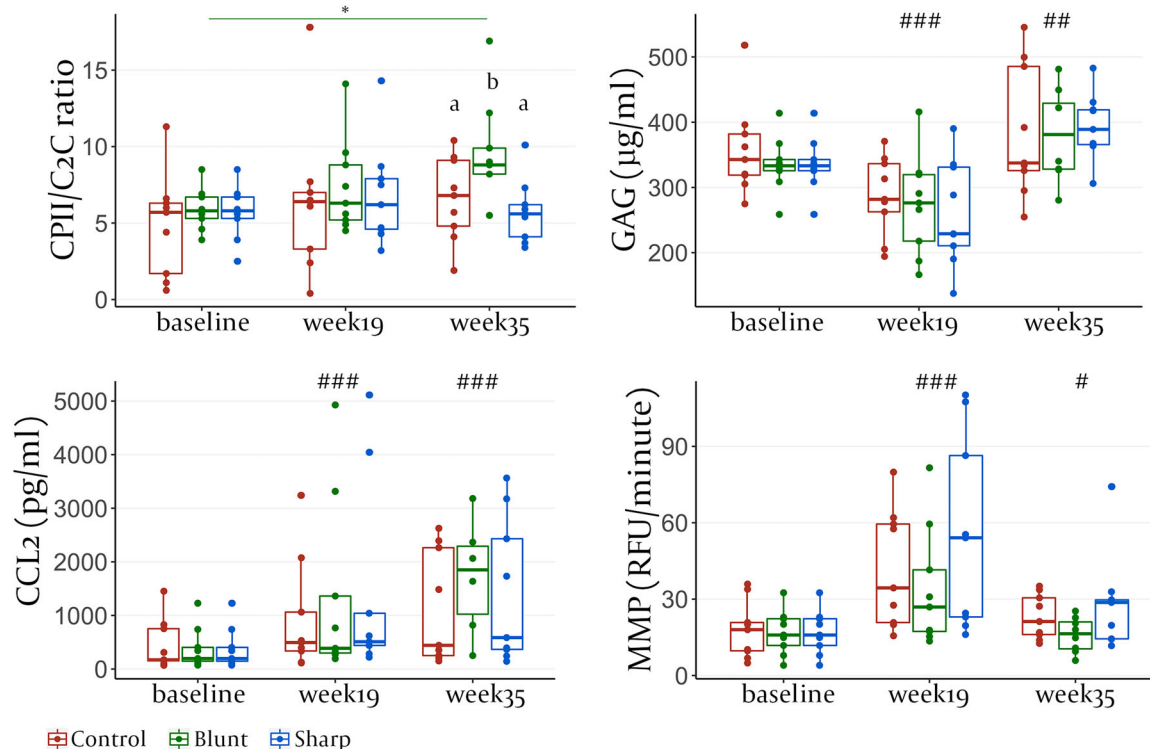 *
CPII/C2C ratio
15
10
5
0
a
b
a
baseline
week19
week35
###
##
GAG (µg/ml)
500
400
300
200
baseline
week19
week35
###
###
CCL2 (pg/ml)
5000
4000
3000
2000
1000
0
baseline
week19
week35
###
#
MMP (RFU/minute)
90
60
30
0
baseline
week19
week35
Control Blunt Sharp